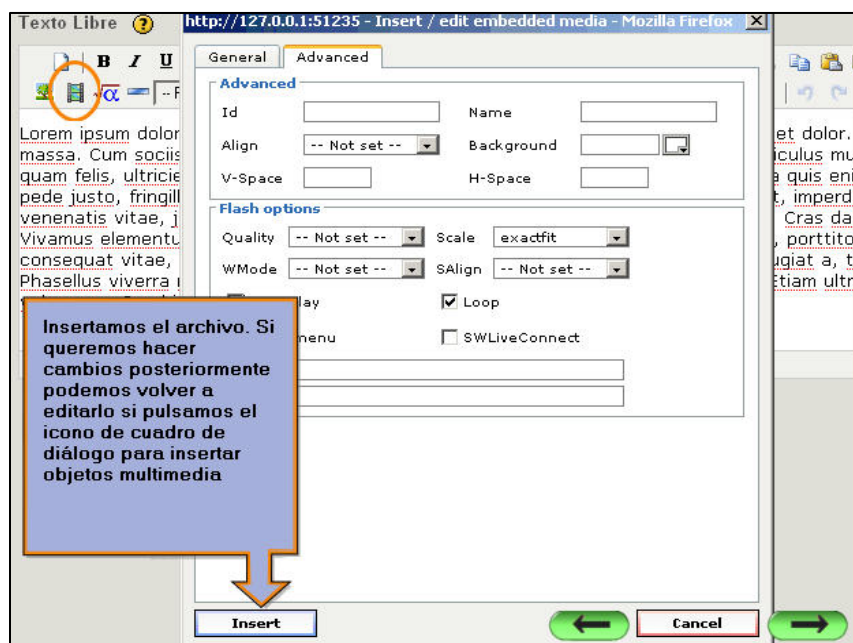 Texto Libre ?
http://127.0.0.1:51235 - Insert / edit embedded media - Mozilla Firefox X
B I U
General Advanced
Advanced
Id Name
Align -- Not set -- Background
V-Space H-Space
Flash options
Quality -- Not set -- Scale exactfit
WMode -- Not set -- SAlign -- Not set --
lay Loop
menu SWLiveConnect
Lorem ipsum dolor et dolor.
massa. Cum sociis iculus mu
quam felis, ultricie a quis eni
pede justo, fringill t, imperd
venenatis vitae, j Cras da
Vivamus elementu , porttito
consequat vitae, ugiat a, t
Phasellus viverra Etiam ultr
Insertamos el archivo. Si
queremos hacer
cambios posteriormente
podemos volver a
editarlo si pulsamos el
icono de cuadro de
diálogo para insertar
objetos multimedia
Insert Cancel